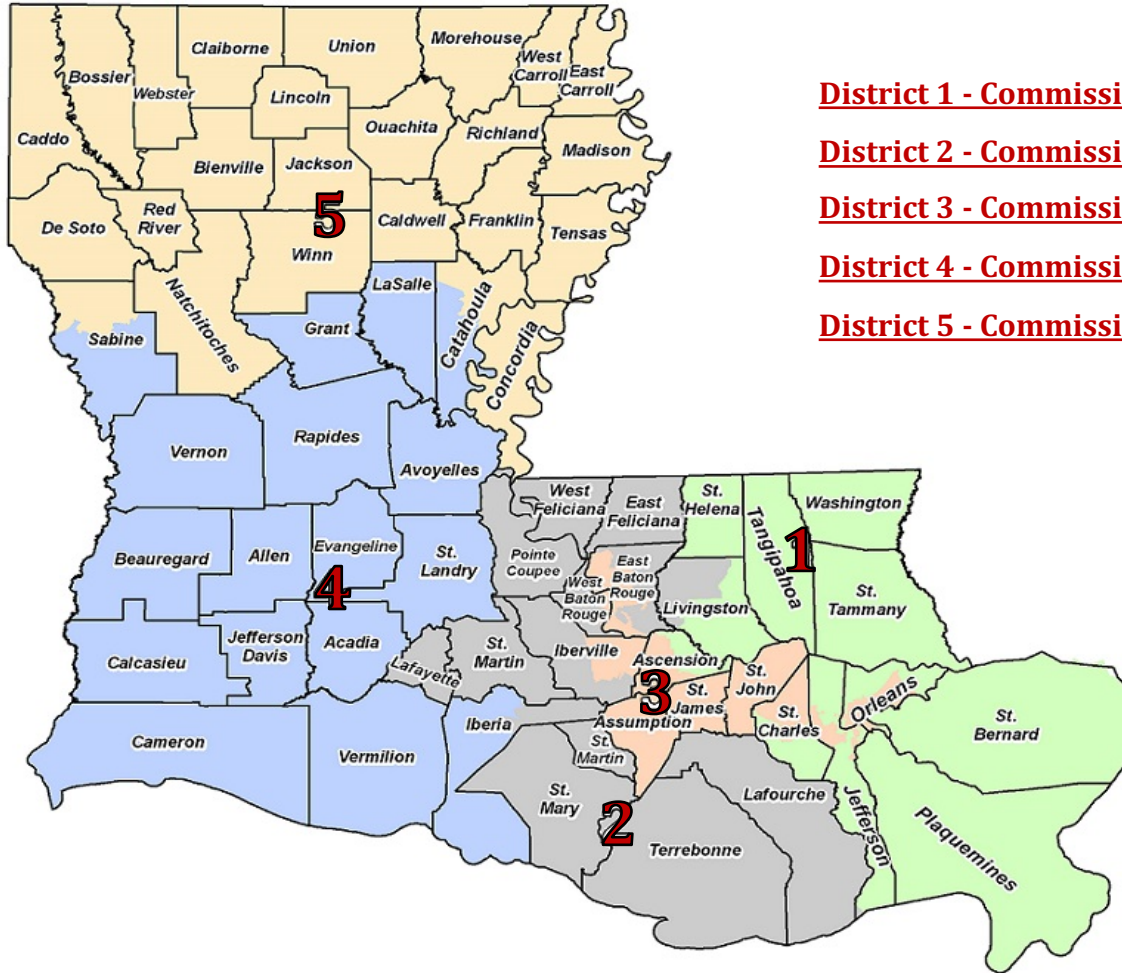 Claiborne
Union
Morehouse
West
Carroll
East
Carroll
Bossier
Webster
Lincoln
District 1 - Commissi
Ouachita
Richland
Caddo
Madison
District 2 - Commissi
Bienville
Jackson
District 3 - Commissi
De Soto
Red
River
5
Caldwell
Franklin
Tensas
Winn
District 4 - Commissi
LaSalle
Natchitoches
Catahoula
District 5 - Commissi
Sabine
Grant
Concordia
Rapides
Vernon
Avoyelles
West
Feliciana
East
Feliciana
St.
Helena
Tangipahoa
Washington
1
Beauregard
Allen
Evangeline
St.
Landry
Pointe
Coupee
West
Baton
Rouge
East
Baton
Rouge
Livingston
St.
Tammany
4
Calcasieu
Jefferson
Davis
Acadia
Lafayette
St.
Martin
Iberville
Ascension
3
St.
James
St.
John
St.
Charles
Orleans
St.
Bernard
Assumption
Cameron
Vermilion
Iberia
St.
Martin
St.
Mary
2
Lafourche
Terrebonne
Jefferson
Plaquemines